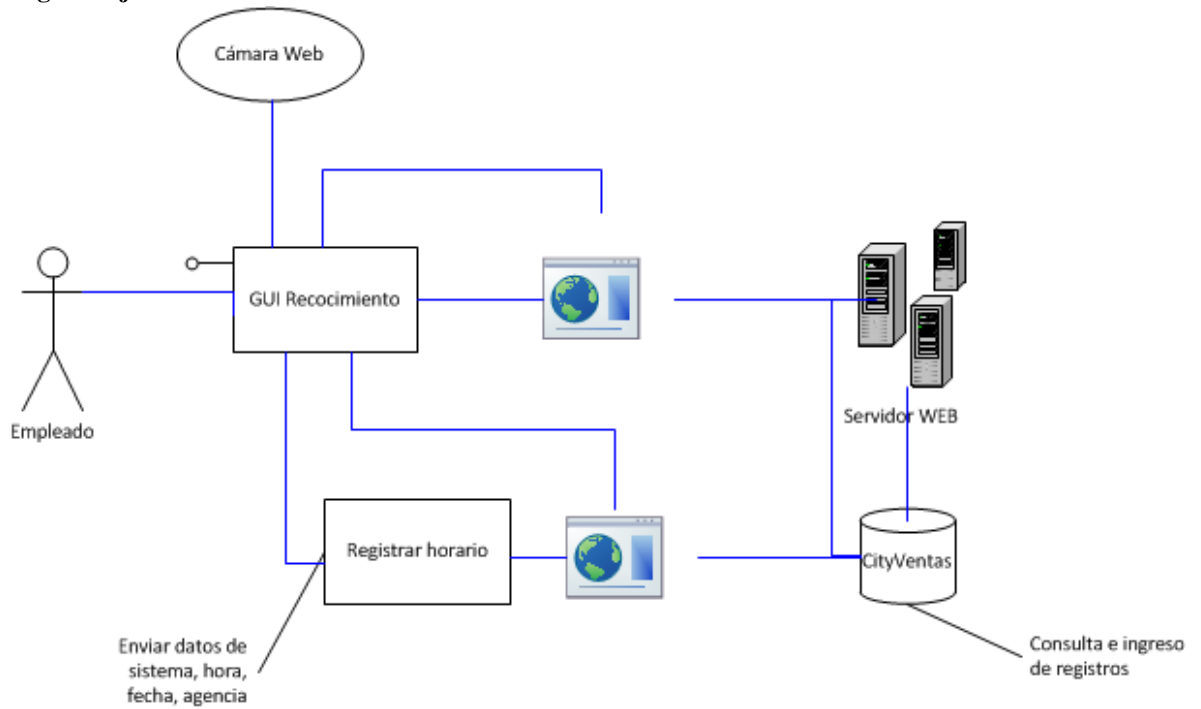 Cámara Web
GUI Recocimiento
Empleado
Servidor WEB
Registrar horario
CityVentas
Enviar datos de
sistema, hora,
fecha, agencia
Consulta e ingreso
de registros